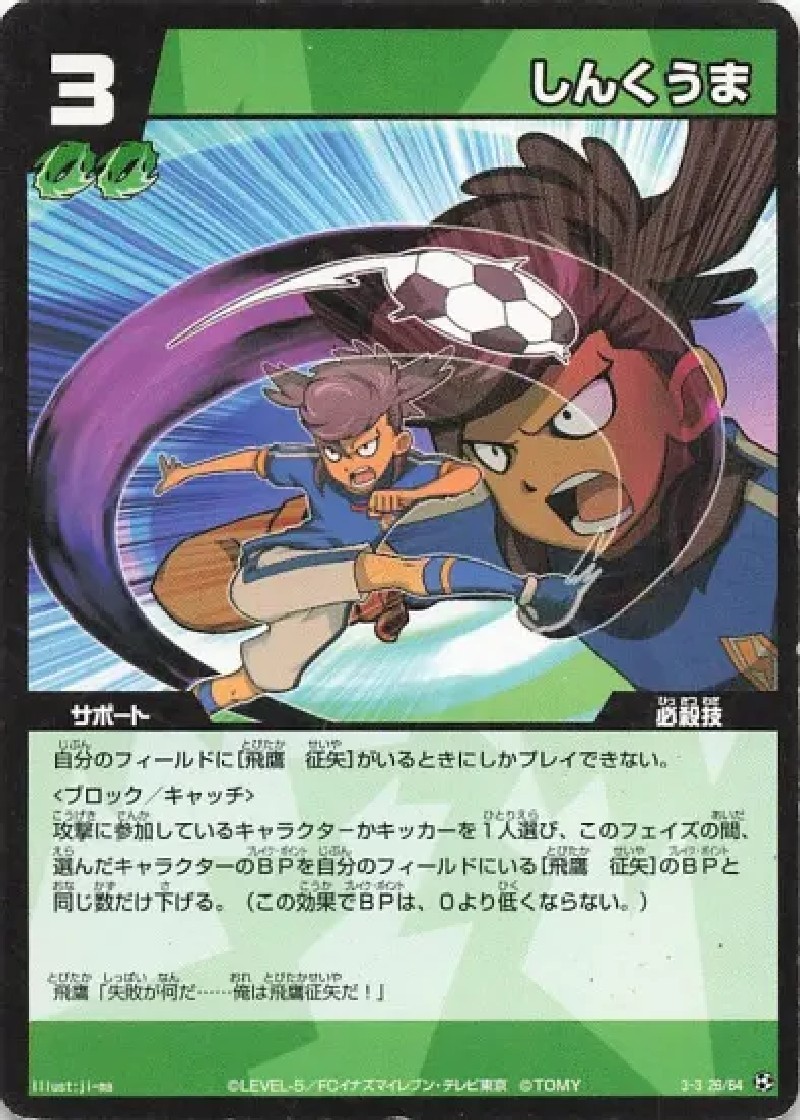 3
しんくうま
サポート
必殺技
自分のフィールドに[飛鷹 征矢]がいるときにしかプレイできない。
<ブロック/キャッチ>
攻撃に参加しているキャラクターかキッカーを1人選び、このフェイズの間、
選んだキャラクターのBPを自分のフィールドにいる[飛鷹 征矢]のBPと
同じ数だけ下げる。(この効果でBPは、0より低くならない。)
飛鷹「失敗が何だ……俺は飛鷹征矢だ!」
Illust:ji-ma
©LEVEL-5/FCイナズマイレブン・テレビ東京 ©TOMY
3-3 26/64